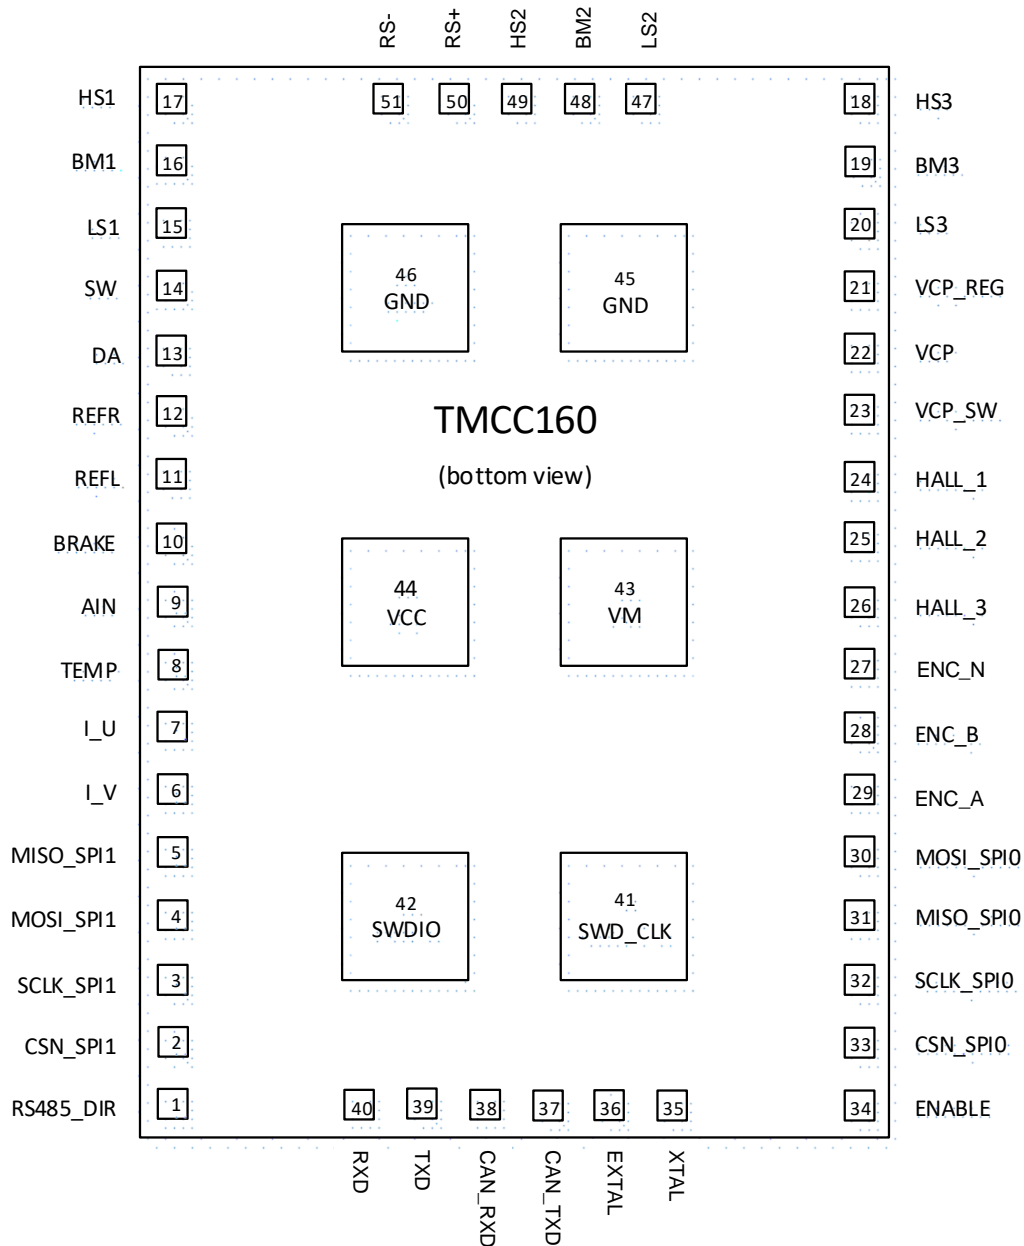 RS-
RS+
HS2
BM2
LS2
HS1
17
51
50
49
48
47
18
HS3
BM1
16
19
BM3
LS1
15
20
LS3
SW
14
46
GND
45
GND
21
VCP_REG
DA
13
22
VCP
REFR
12
TMCC160
23
VCP_SW
REFL
11
(bottom view)
24
HALL_1
BRAKE
10
25
HALL_2
AIN
9
44
VCC
43
VM
26
HALL_3
TEMP
8
27
ENC_N
I_U
7
28
ENC_B
I_V
6
29
ENC_A
MISO_SPI1
5
30
MOSI_SPI0
MOSI_SPI1
4
42
SWDIO
41
SWD_CLK
31
MISO_SPI0
SCLK_SPI1
3
32
SCLK_SPI0
CSN_SPI1
2
33
CSN_SPI0
RS485_DIR
1
40
39
38
37
36
35
34
ENABLE
RXD
TXD
CAN_RXD
CAN_TXD
EXTAL
XTAL